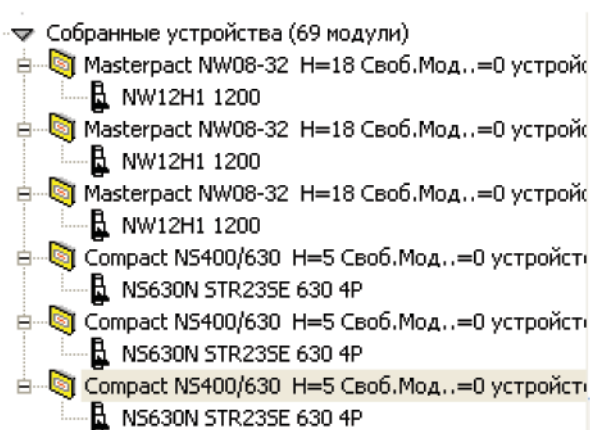 Собранные устройства (69 модули)
Masterpact NW08-32 H=18 Своб.Мод..=0 устройс
NW12H1 1200
Masterpact NW08-32 H=18 Своб.Мод..=0 устройс
NW12H1 1200
Masterpact NW08-32 H=18 Своб.Мод..=0 устройс
NW12H1 1200
Compact NS400/630 H=5 Своб.Мод..=0 устройст
NS630N STR23SE 630 4P
Compact NS400/630 H=5 Своб.Мод..=0 устройст
NS630N STR23SE 630 4P
Compact NS400/630 H=5 Своб.Мод..=0 устройст
NS630N STR23SE 630 4P